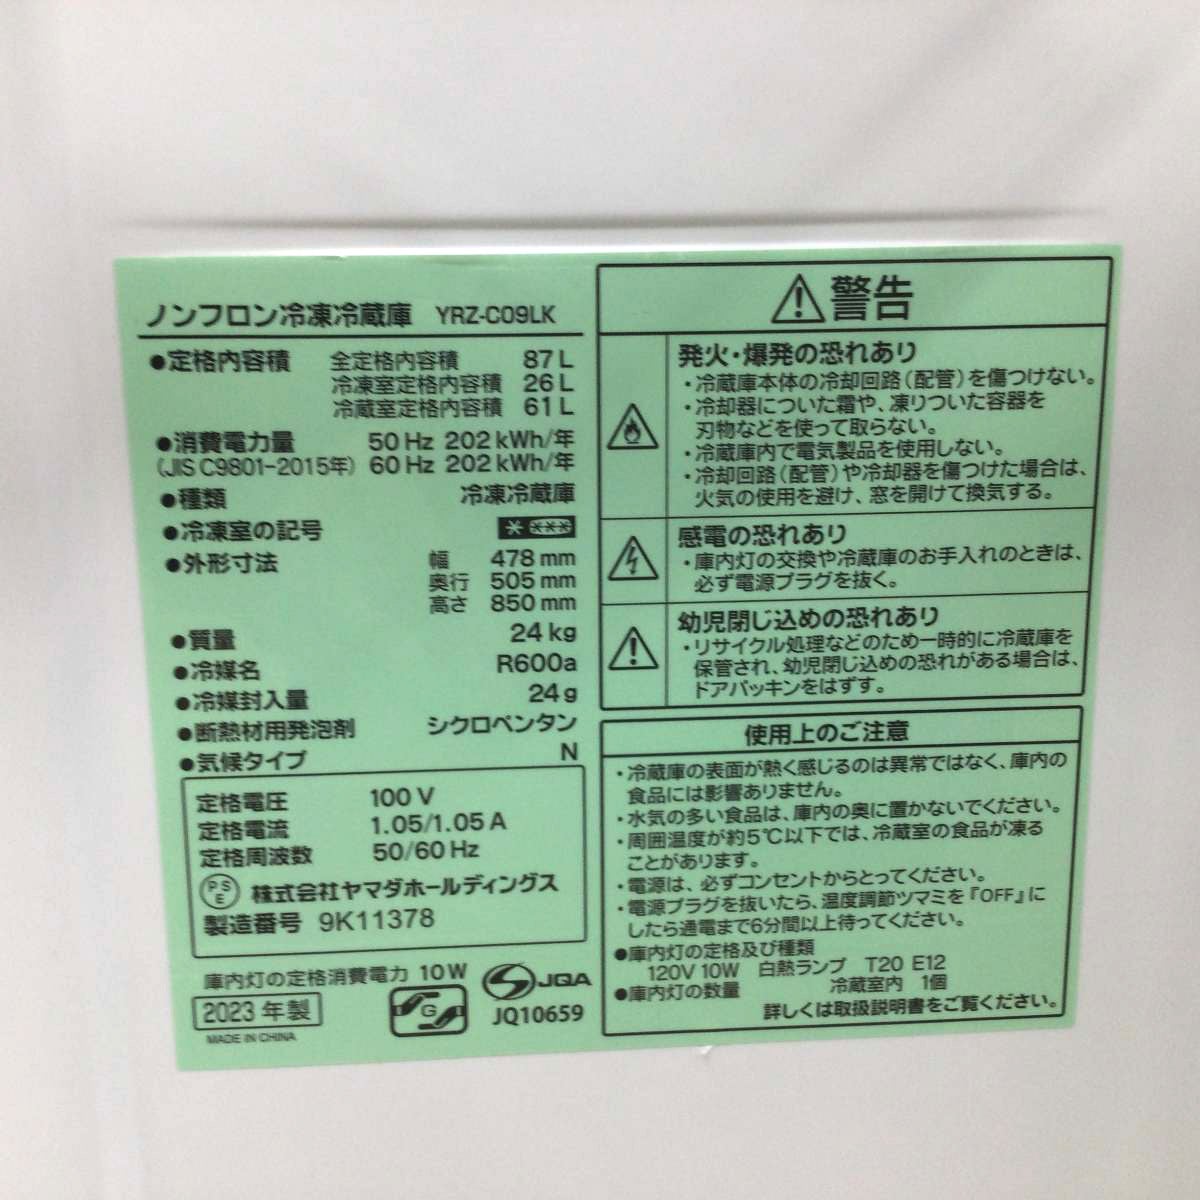 ノンフロン冷凍冷蔵庫 YRZ-C09LK
●定格内容積 全定格内容積 87L
冷凍室定格内容積 26L
冷蔵室定格内容積 61L
●消費電力量 50Hz 202kWh/年
(JIS C9801-2015年) 60Hz 202kWh/年
●種類 冷凍冷蔵庫
●冷凍室の記号
●外形寸法 幅 478mm
奥行 505mm
高さ 850mm
●質量 24kg
●冷媒名 R600a
●冷媒封入量 24g
●断熱材用発泡剤 シクロペンタン
●気候タイプ N
定格電圧 100V
定格電流 1.05/1.05A
定格周波数 50/60Hz
PSE 株式会社ヤマダホールディングス
製造番号 9K11378
庫内灯の定格消費電力 10W
2023年製
MADE IN CHINA
G
JQA
JQ10659
警告
発火・爆発の恐れあり
・冷蔵庫本体の冷却回路(配管)を傷つけない。
・冷却器についた霜や、凍りついた容器を
刃物などを使って取らない。
・冷蔵庫内で電気製品を使用しない。
・冷却回路(配管)や冷却器を傷つけた場合は、
火気の使用を避け、窓を開けて換気する。
感電の恐れあり
・庫内灯の交換や冷蔵庫のお手入れのときは、
必ず電源プラグを抜く。
幼児閉じ込めの恐れあり
・リサイクル処理などのため一時的に冷蔵庫を
保管され、幼児閉じ込めの恐れがある場合は、
ドアパッキンをはずす。
使用上のご注意
・冷蔵庫の表面が熱く感じるのは異常ではなく、庫内の
食品には影響ありません。
・水気の多い食品は、庫内の奥に置かないでください。
・周囲温度が約5℃以下では、冷蔵室の食品が凍る
ことがあります。
・電源は、必ずコンセントからとってください。
・電源プラグを抜いたら、温度調節ツマミを『OFF』に
したら通電まで6分間以上待ってください。
●庫内灯の定格及び種類
120V 10W 白熱ランプ T20 E12
●庫内灯の数量 冷蔵室内 1個
詳しくは取扱説明書をご覧ください。